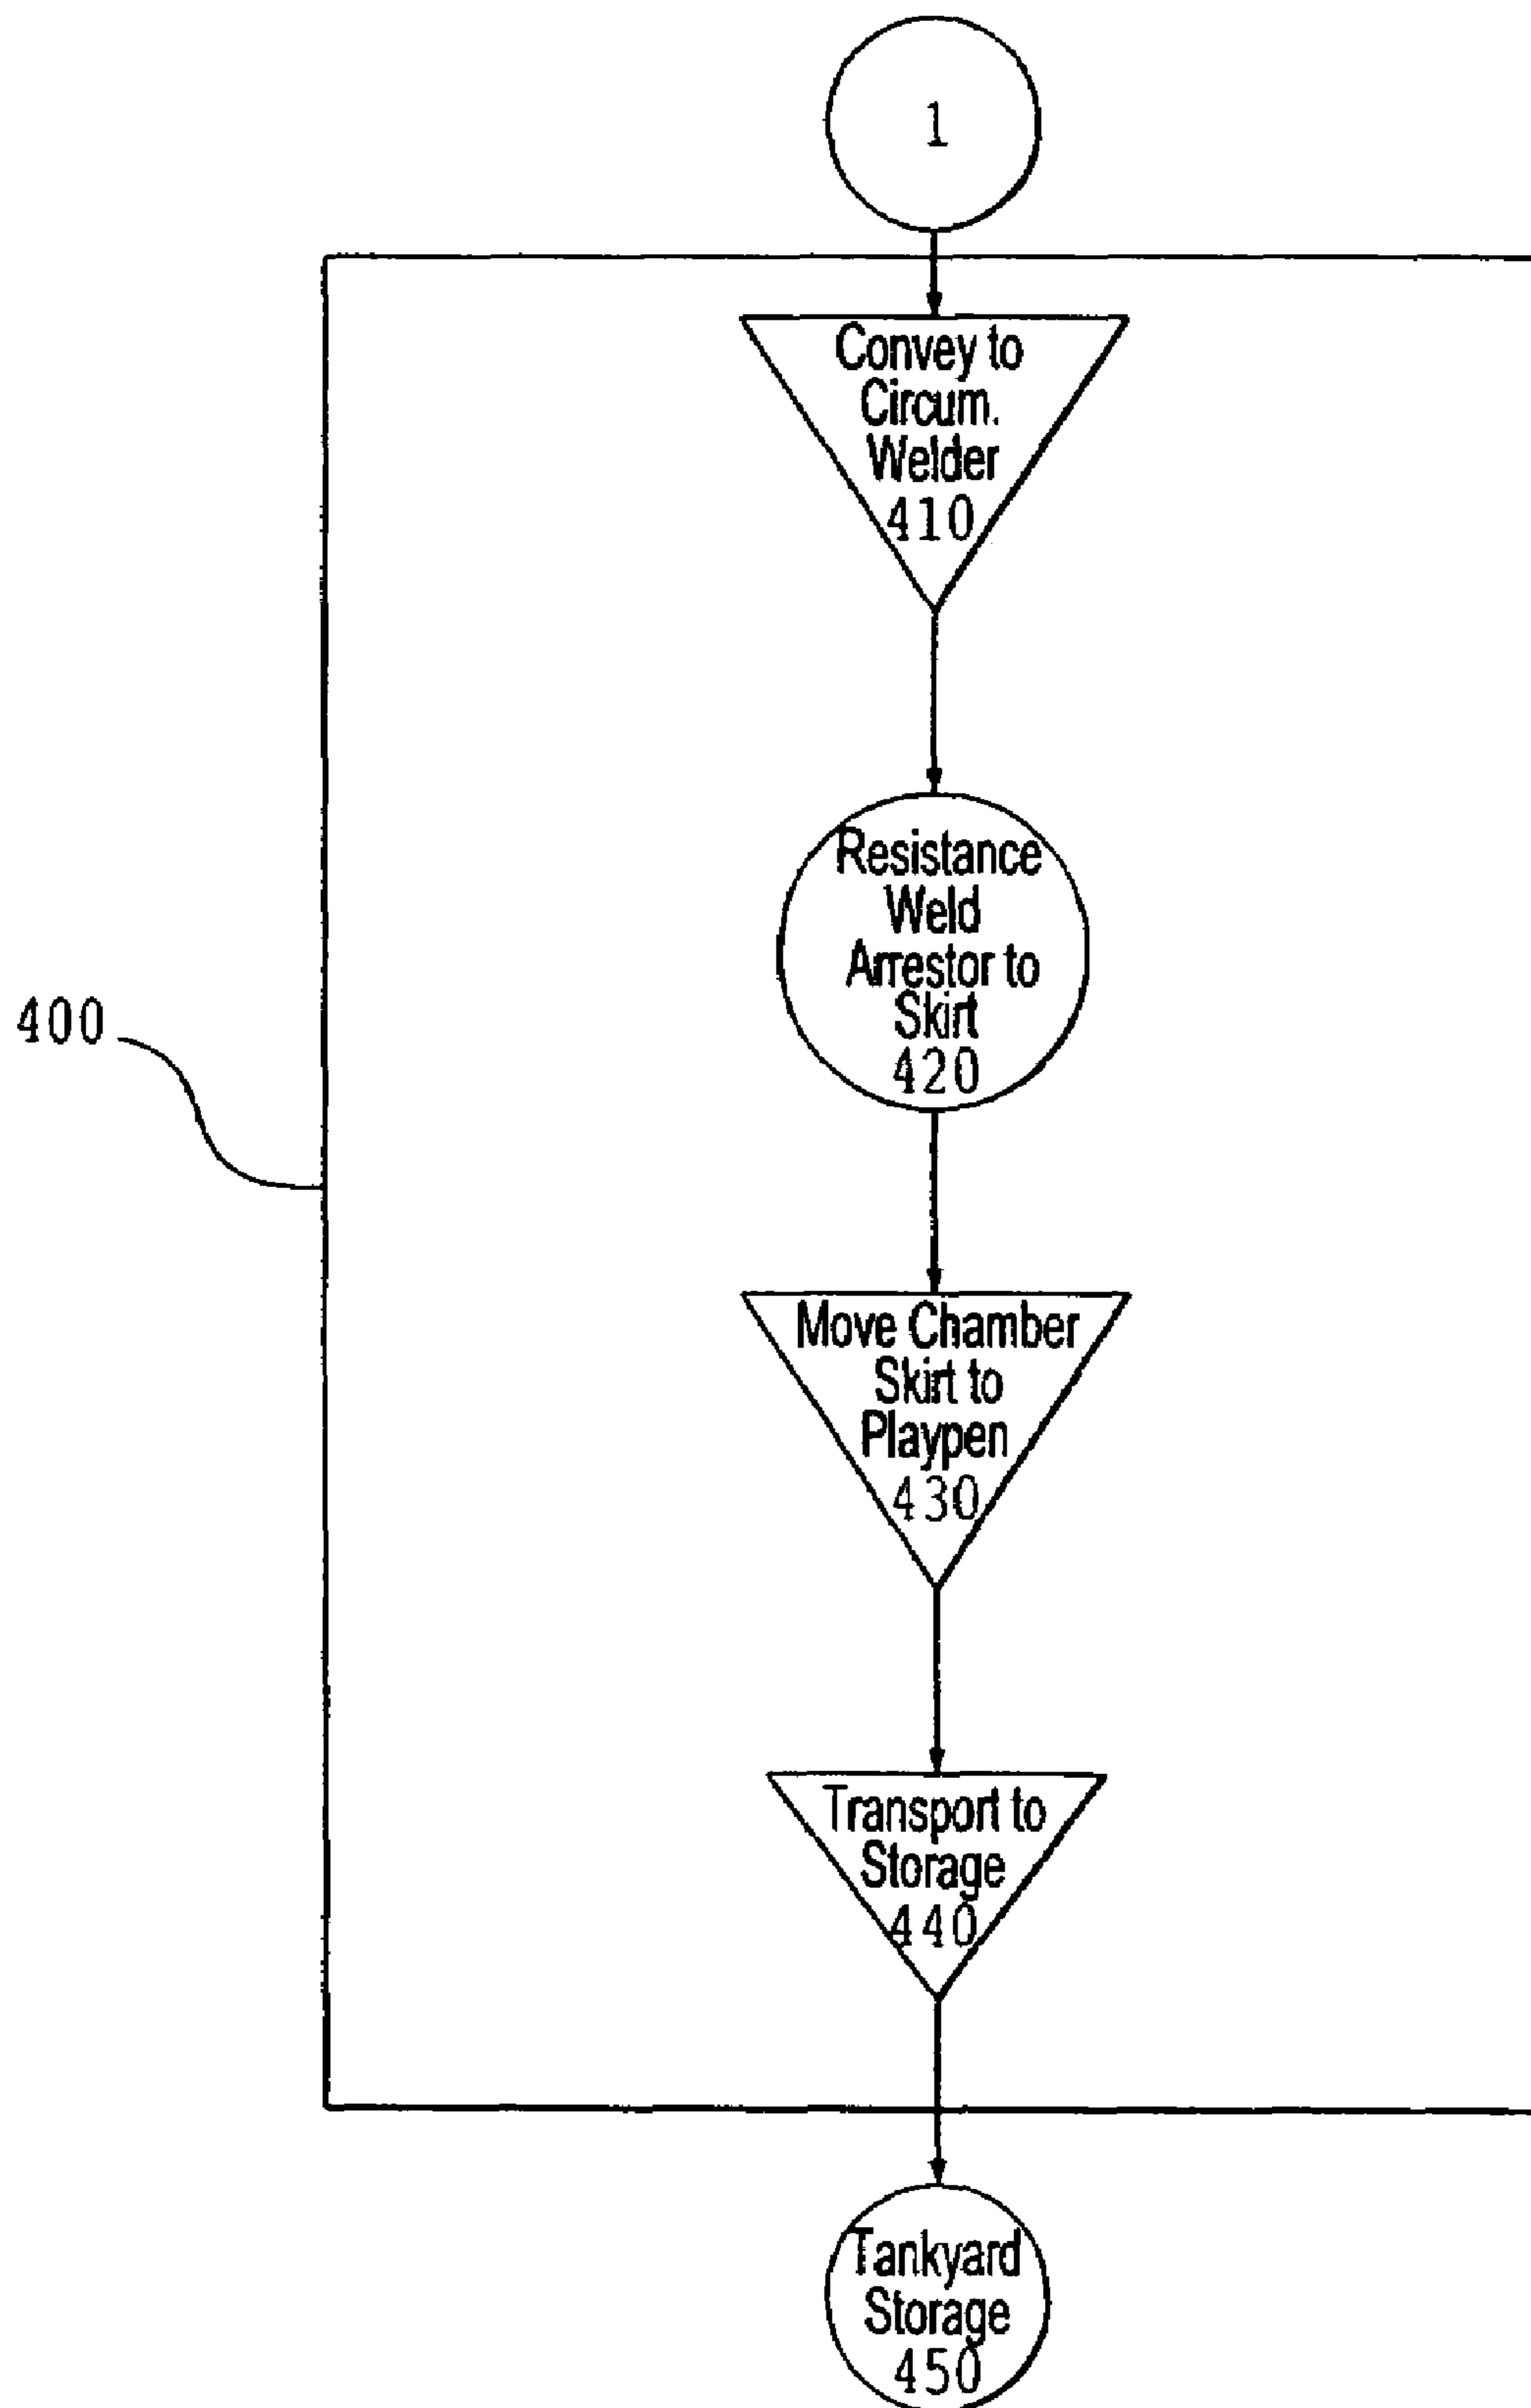 1
Convey to
Circum.
Welder
410
Resistance
Weld
Arrestor to
Skirt
420
400
Move Chamber
Skirt to
Playpen
430
Transport to
Storage
440
Tankyard
Storage
450